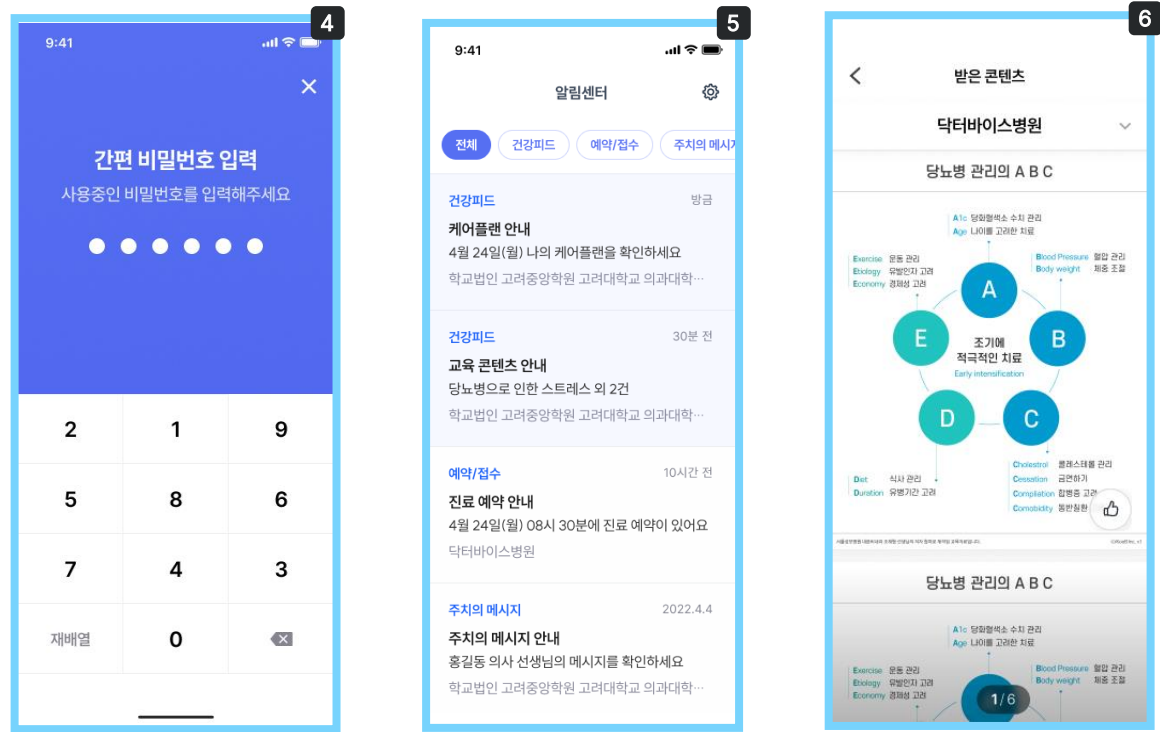 4
9:41
간편 비밀번호 입력
사용중인 비밀번호를 입력해주세요
2 1 9
5 8 6
7 4 3
재배열 0
5
9:41
알림센터
전체 건강피드 예약/접수 주치의 메시지
건강피드 방금
케어플랜 안내
4월 24일(월) 나의 케어플랜을 확인하세요
학교법인 고려중앙학원 고려대학교 의과대학···
건강피드 30분 전
교육 콘텐츠 안내
당뇨병으로 인한 스트레스 외 2건
학교법인 고려중앙학원 고려대학교 의과대학···
예약/접수 10시간 전
진료 예약 안내
4월 24일(월) 08시 30분에 진료 예약이 있어요
닥터바이스병원
주치의 메시지 2022.4.4
주치의 메시지 안내
홍길동 의사 선생님의 메시지를 확인하세요
학교법인 고려중앙학원 고려대학교 의과대학···
6
받은 콘텐츠
닥터바이스병원
당뇨병 관리의 A B C
A1c 당화혈색소 수치 관리
Age 나이를 고려한 치료
Exercise 운동 관리
Etiology 유발인자 고려
Economy 경제성 고려
Blood Pressure 혈압 관리
Body weight 체중 조절
A
E
B
조기에
적극적인 치료
Early intensification
D
C
Diet 식사 관리
Duration 유병기간 고려
Cholestrol 콜레스테롤 관리
Cessation 금연하기
Compilation 합병증 고려
Comobidity 동반질환
당뇨병 관리의 A B C
A1c 당화혈색소 수치 관리
Age 나이를 고려한 치료
Exercise 운동 관리
Etiology 유발인자 고려
Economy 경제성 고려
Blood Pressure 혈압 관리
Body weight 체중 조절
1/6